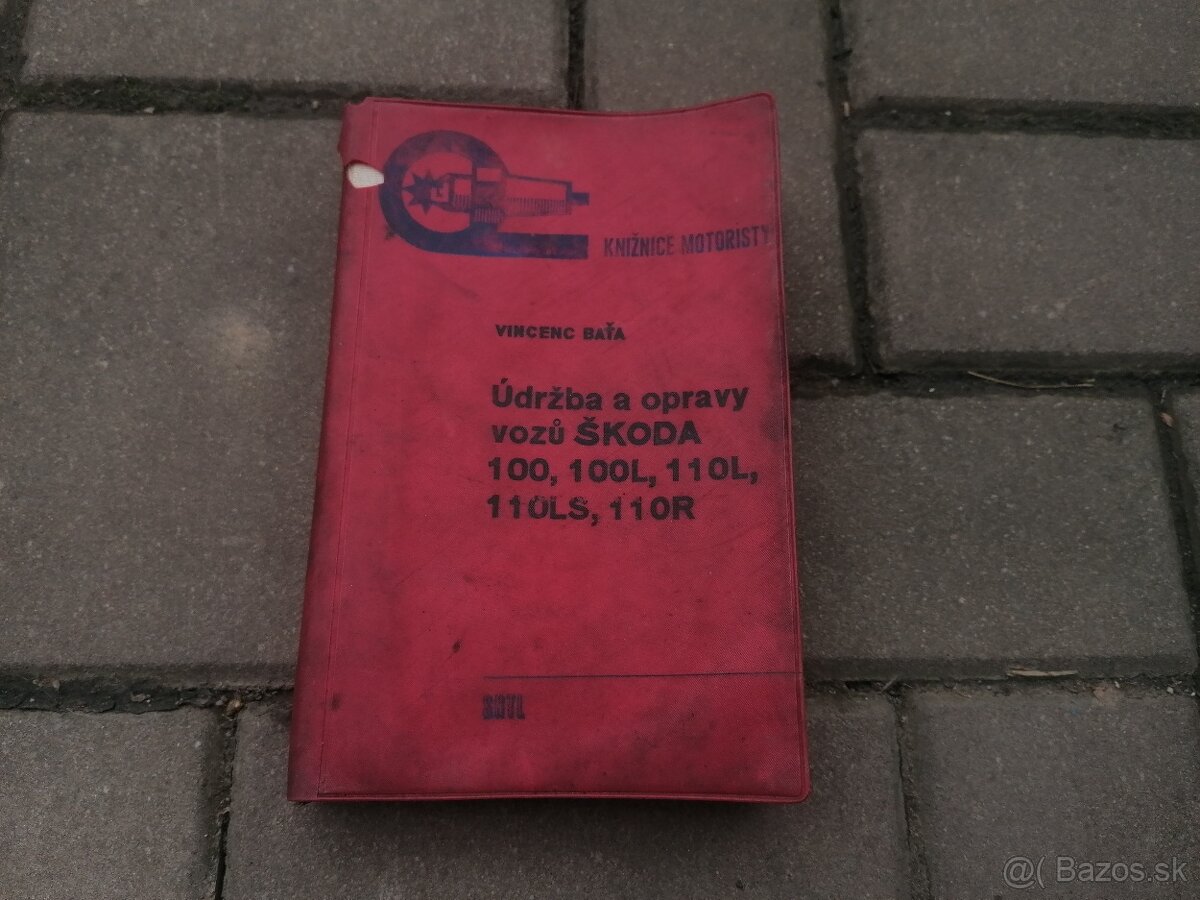 KNIŽNICE MOTORISTY
VINCENC BAŤA
Údržba a opravy
vozů ŠKODA
100, 100L, 110L,
110LS, 110R
SNTL
@( Bazos.sk